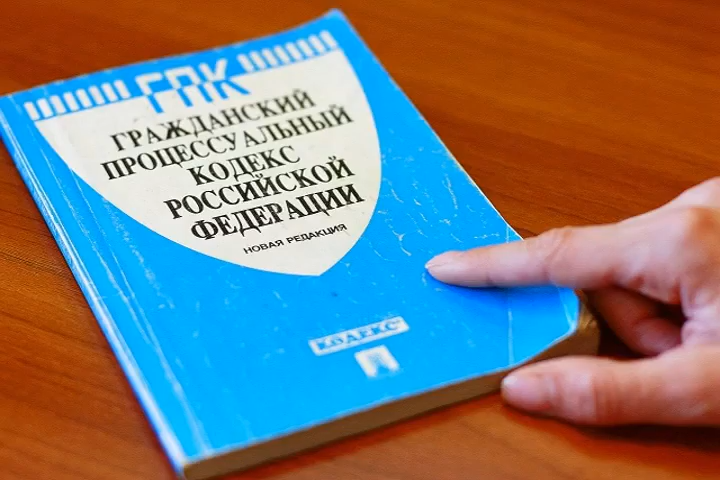 ГПК
ГРАЖДАНСКИЙ
ПРОЦЕССУАЛЬНЫЙ
КОДЕКС
РОССИЙСКОЙ
ФЕДЕРАЦИИ
НОВАЯ РЕДАКЦИЯ
КОДЕКС